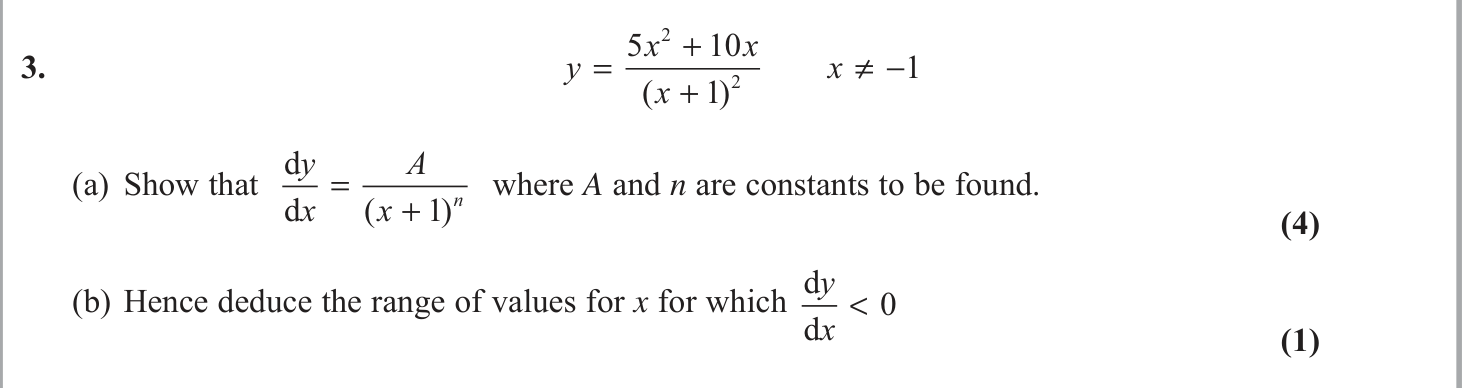 3. y = (5x² + 10x)/(x + 1)² x ≠ −1
(a) Show that dy/dx = A/(x + 1)ⁿ where A and n are constants to be found.
(4)
(b) Hence deduce the range of values for x for which dy/dx < 0
(1)